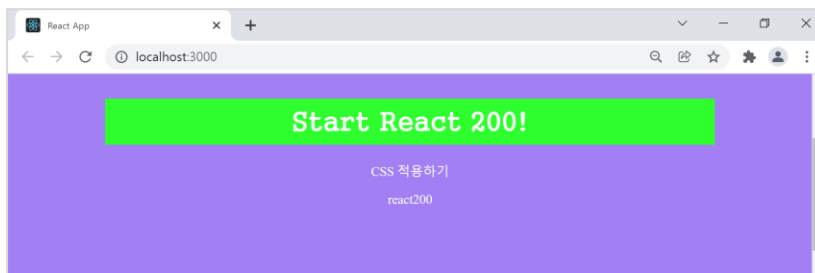 React App
localhost:3000
Start React 200!
CSS 적용하기
react200